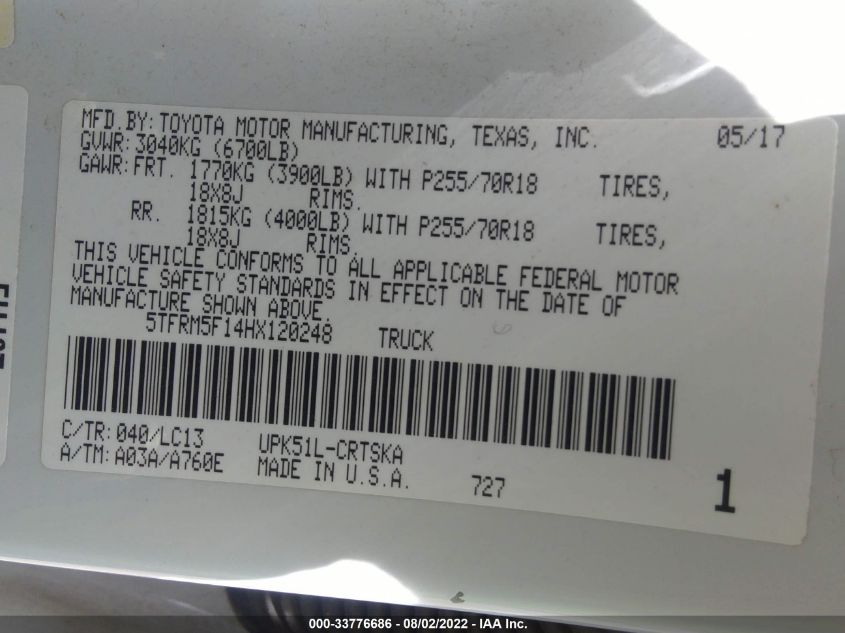 MFD BY: TOYOTA MOTOR MANUFACTURING, TEXAS, INC. 05/17
GVWR: 3040KG (6700LB)
GAWR: FRT. 1770KG (3900LB) WITH P255/70R18 TIRES,
18X8J RIMS.
RR. 1815KG (4000LB) WITH P255/70R18 TIRES,
18X8J RIMS.
THIS VEHICLE CONFORMS TO ALL APPLICABLE FEDERAL MOTOR
VEHICLE SAFETY STANDARDS IN EFFECT ON THE DATE OF
MANUFACTURE SHOWN ABOVE.
5TFRM5F14HX120248 TRUCK
C/TR: 040/LC13 UPK51L-CRTSKA
A/TM: A03A/A760E MADE IN U.S.A. 727 1
000-33776686 - 08/02/2022 - IAA Inc.